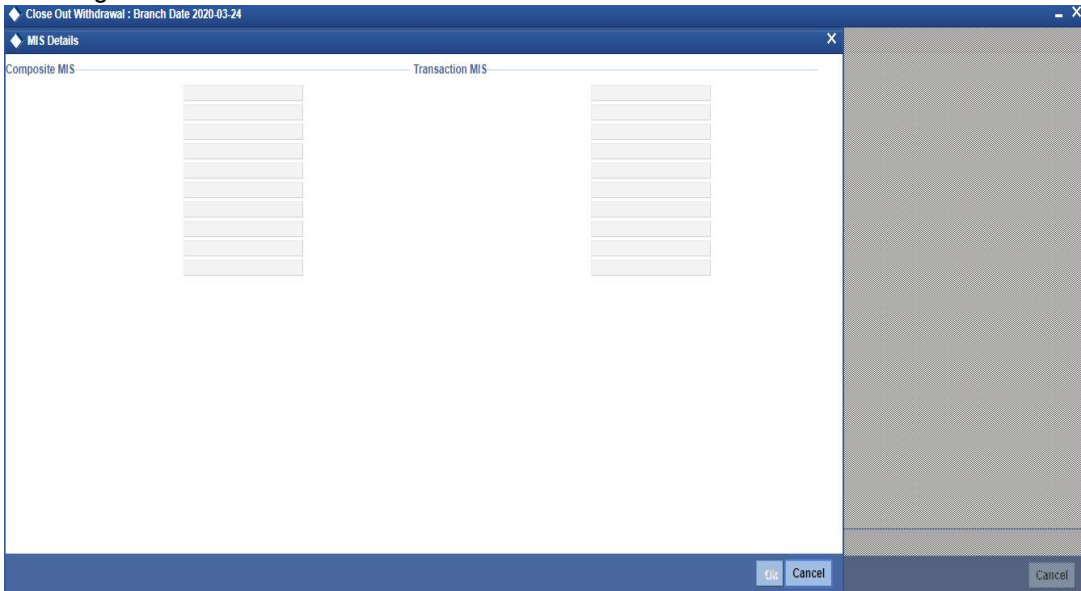 Close Out Withdrawal : Branch Date 2020-03-24
MIS Details
Composite MIS
Transaction MIS
Ok Cancel
Cancel